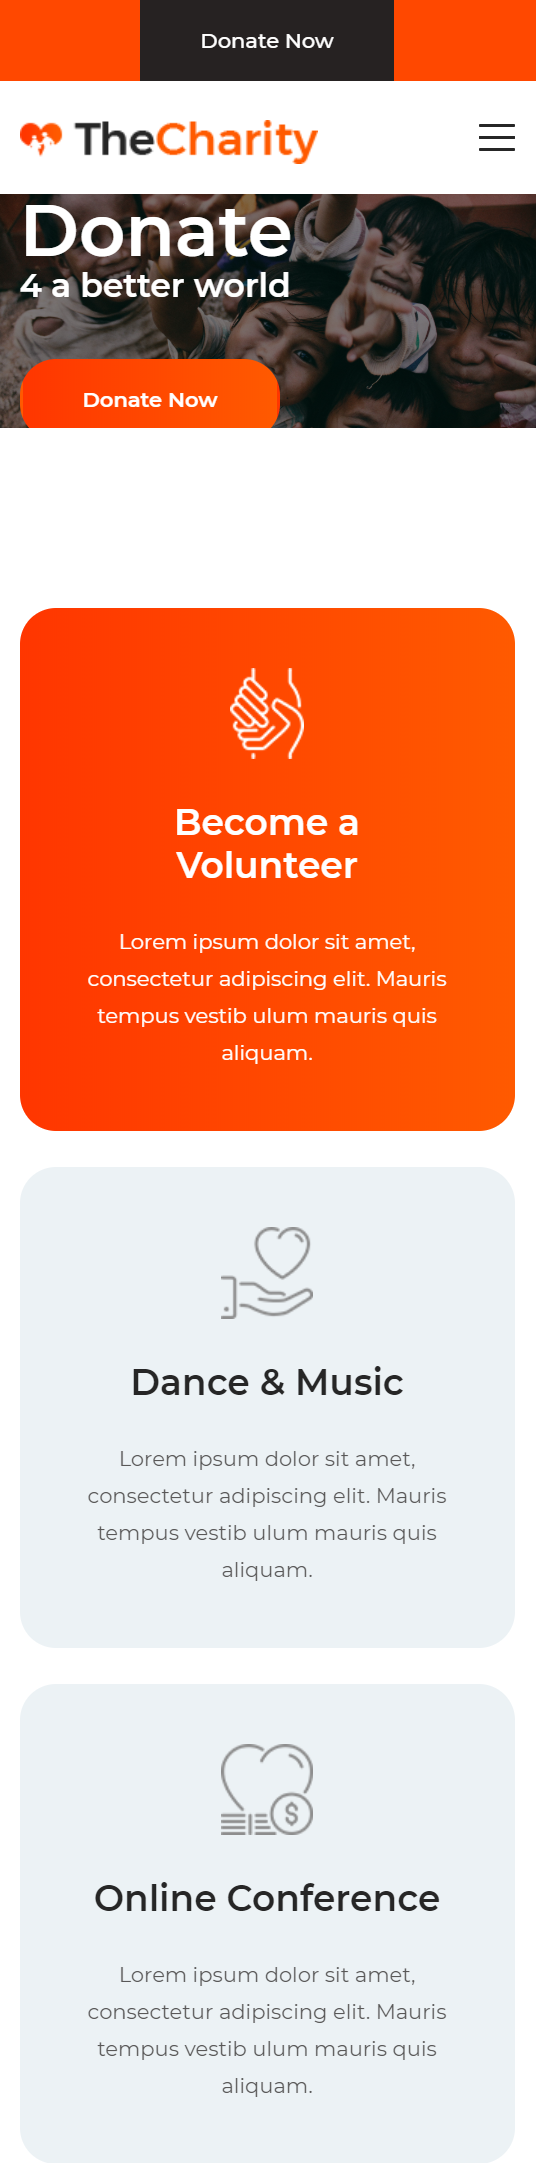 Donate Now
TheCharity
Donate
4 a better world
Donate Now
Become a
Volunteer
Lorem ipsum dolor sit amet,
consectetur adipiscing elit. Mauris
tempus vestib ulum mauris quis
aliquam.
Dance & Music
Lorem ipsum dolor sit amet,
consectetur adipiscing elit. Mauris
tempus vestib ulum mauris quis
aliquam.
Online Conference
Lorem ipsum dolor sit amet,
consectetur adipiscing elit. Mauris
tempus vestib ulum mauris quis
aliquam.